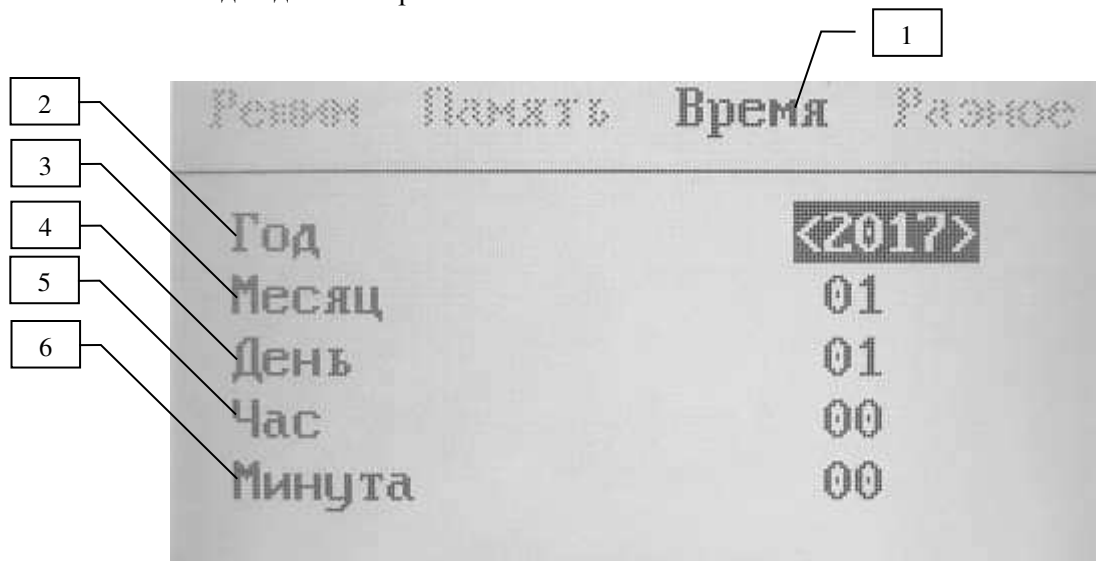 1
2
Режим Память Время Разное
3
Год <2017>
4
Месяц 01
5
День 01
6
Час 00
Минута 00